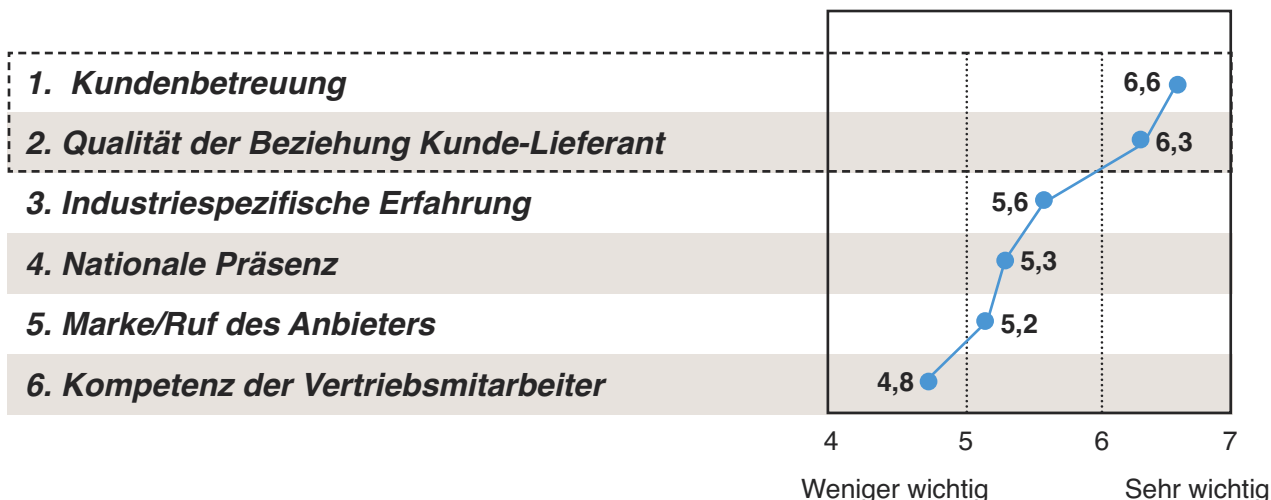 1. Kundenbetreuung
6,6
2. Qualität der Beziehung Kunde-Lieferant
6,3
3. Industriespezifische Erfahrung
5,6
4. Nationale Präsenz
5,3
5. Marke/Ruf des Anbieters
5,2
6. Kompetenz der Vertriebsmitarbeiter
4,8
4 5 6 7
Weniger wichtig Sehr wichtig